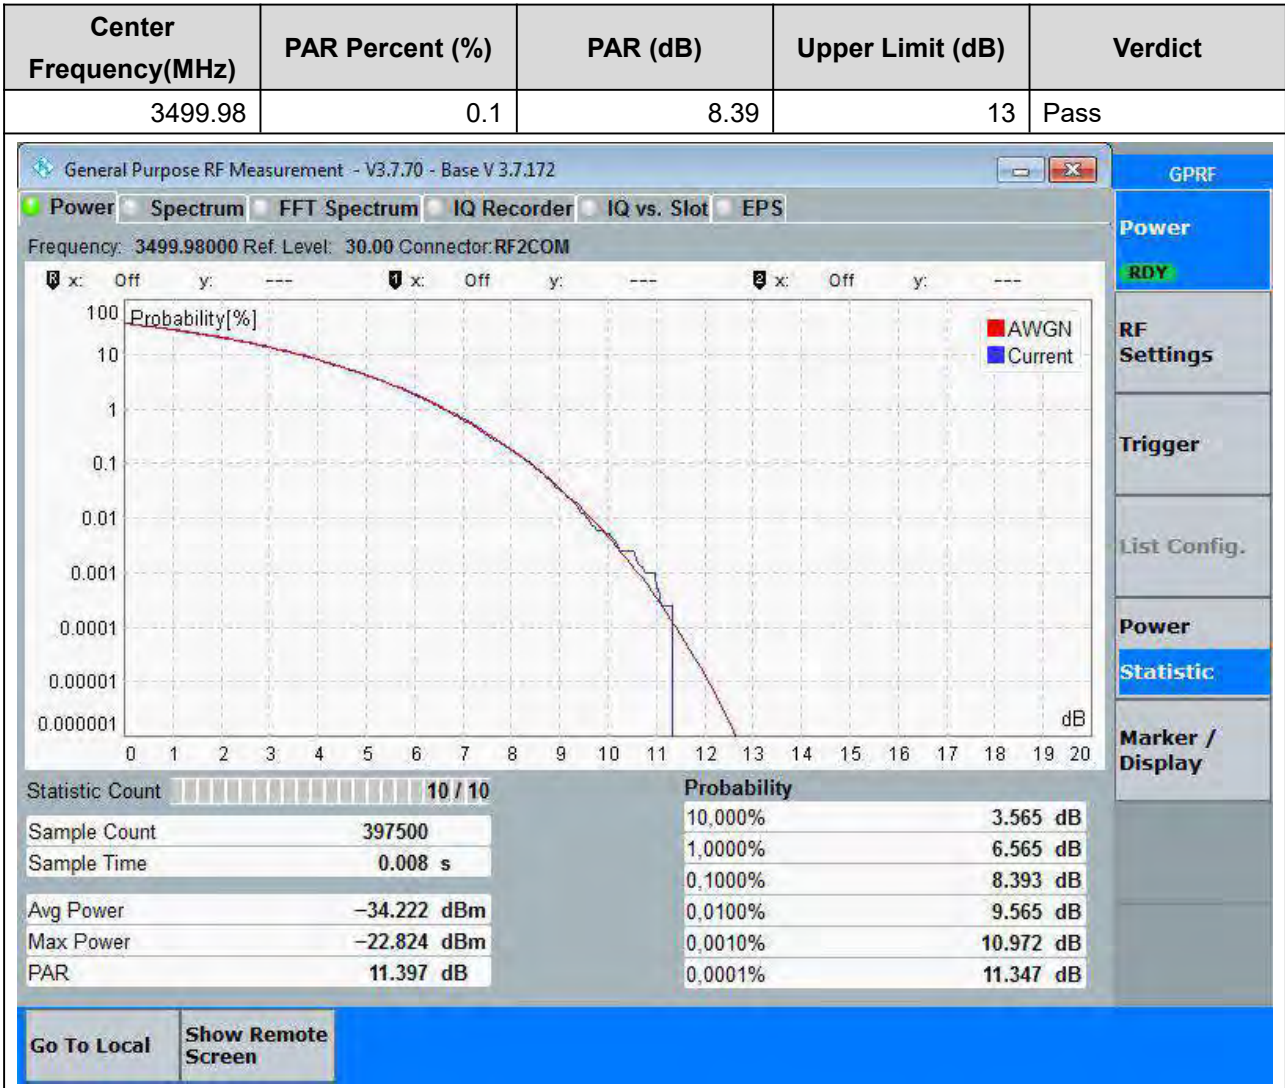 Center Frequency(MHz) PAR Percent (%) PAR (dB) Upper Limit (dB) Verdict
3499.98 0.1 8.39 13 Pass
General Purpose RF Measurement - V3.7.70 - Base V 3.7.172
GPRF
Power Spectrum FFT Spectrum IQ Recorder IQ vs. Slot EPS
Frequency: 3499.98000 Ref. Level: 30.00 Connector:RF2COM
R x: Off y: --- 1 x: Off y: --- 2 x: Off y: ---
Probability[%]
AWGN
Current
100
10
1
0.1
0.01
0.001
0.0001
0.00001
0.000001
dB
0 1 2 3 4 5 6 7 8 9 10 11 12 13 14 15 16 17 18 19 20
Statistic Count 10 / 10
Sample Count 397500
Sample Time 0.008 s
Avg Power −34.222 dBm
Max Power −22.824 dBm
PAR 11.397 dB
Probability
10,000% 3.565 dB
1,0000% 6.565 dB
0,1000% 8.393 dB
0,0100% 9.565 dB
0,0010% 10.972 dB
0,0001% 11.347 dB
Power
RDY
RF
Settings
Trigger
List Config.
Power
Statistic
Marker /
Display
Go To Local
Show Remote
Screen